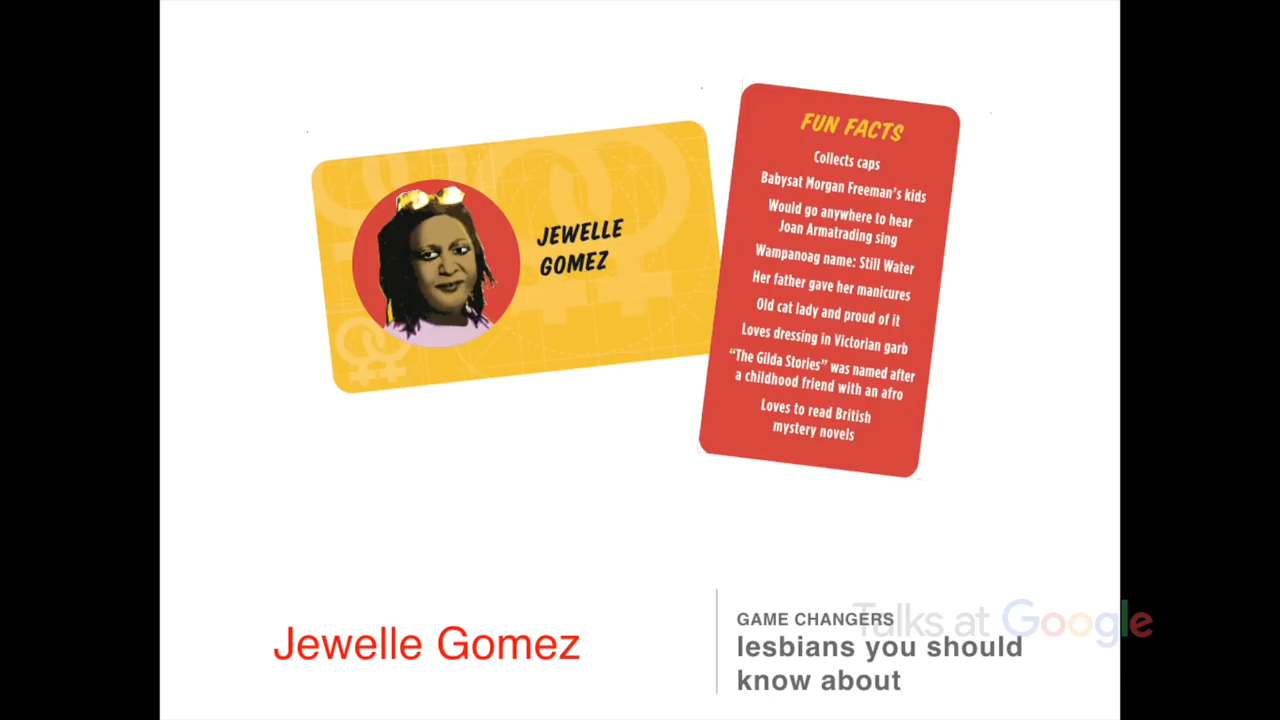 JEWELLE
GOMEZ
FUN FACTS
Collects caps
Babysat Morgan Freeman's kids
Would go anywhere to hear
Joan Armatrading sing
Wampanoag name: Still Water
Her father gave her manicures
Old cat lady and proud of it
Loves dressing in Victorian garb
“The Gilda Stories” was named after
a childhood friend with an afro
Loves to read British
mystery novels
Jewelle Gomez
GAME CHANGERS
lesbians you should
know about
Talks at Google